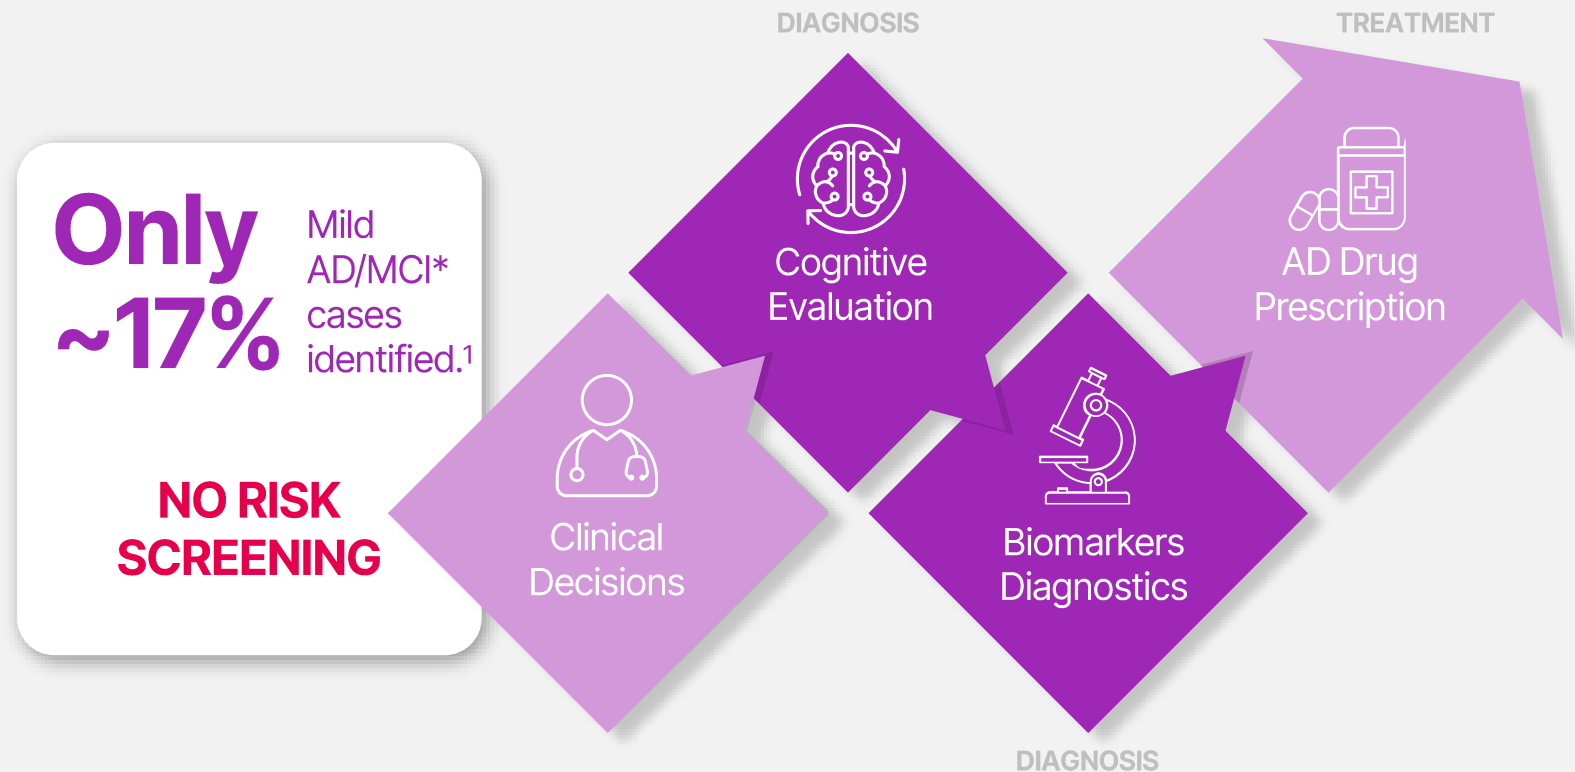 Only
~17%
Mild
AD/MCI*
cases
identified.¹
NO RISK
SCREENING
Clinical
Decisions
DIAGNOSIS
Cognitive
Evaluation
Biomarkers
Diagnostics
DIAGNOSIS
TREATMENT
AD Drug
Prescription